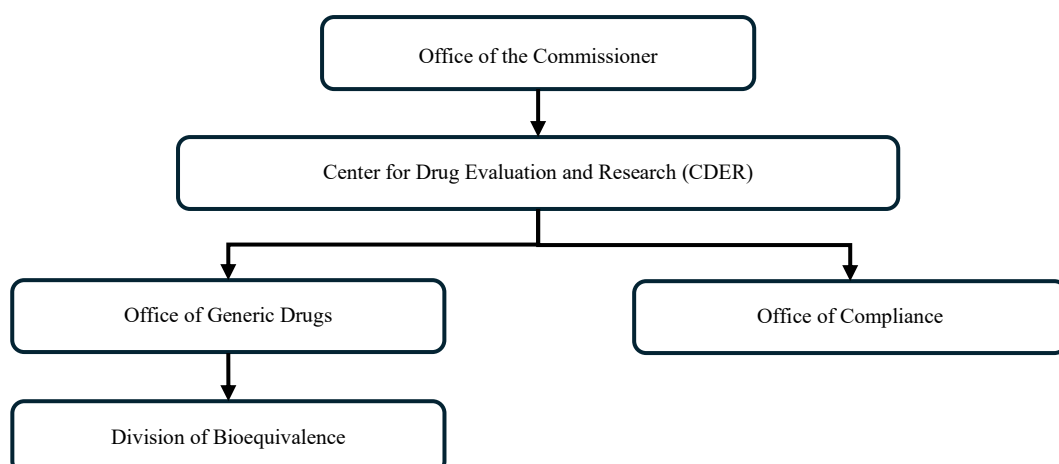 Office of the Commissioner
Center for Drug Evaluation and Research (CDER)
Office of Generic Drugs
Office of Compliance
Division of Bioequivalence